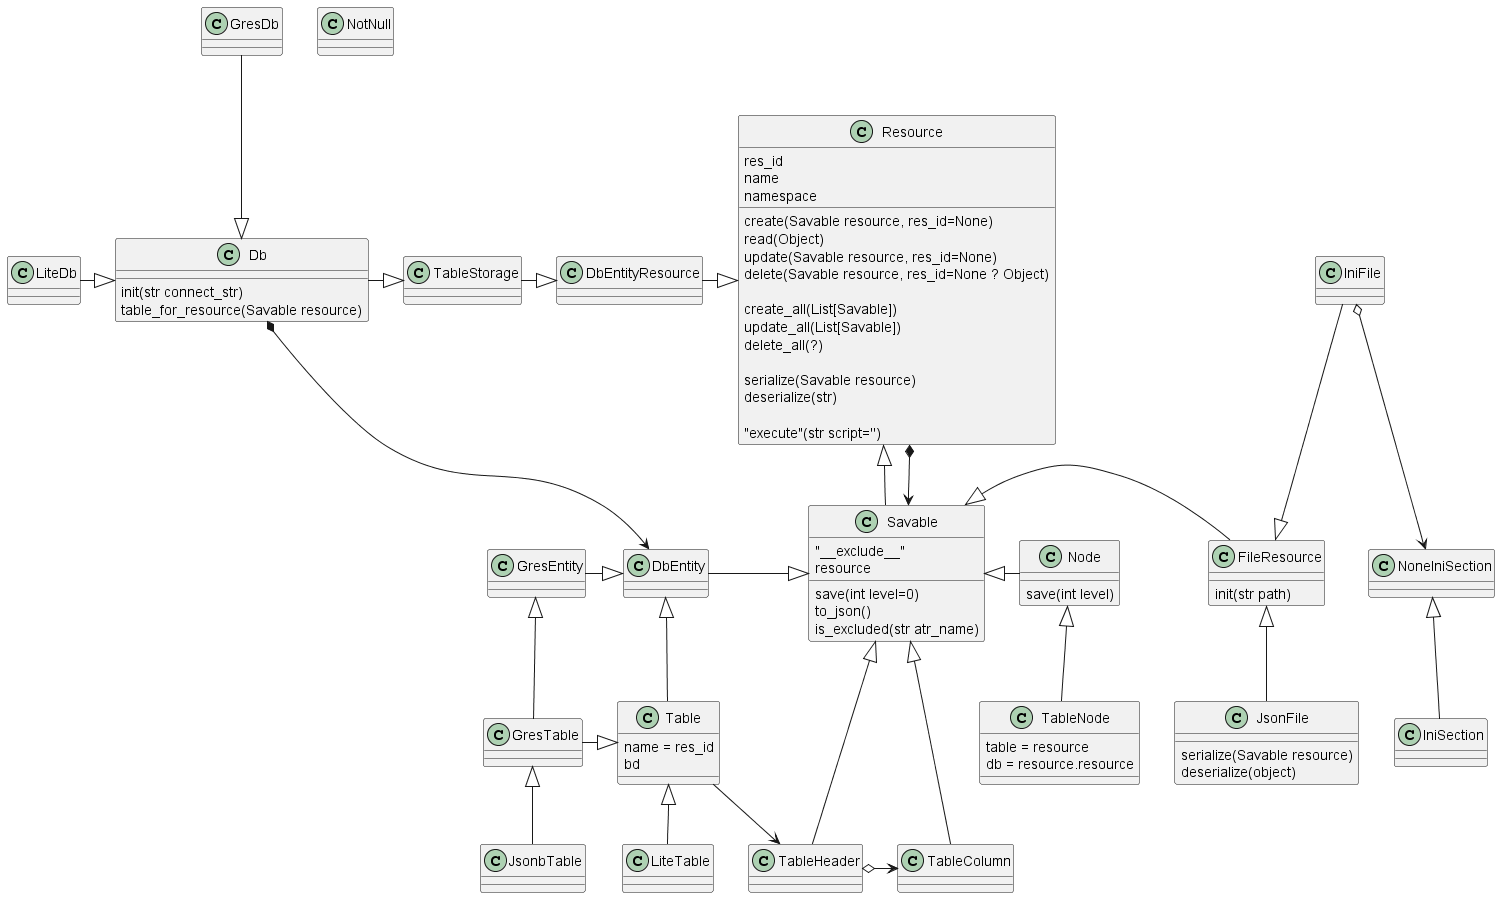 C GresDb
C NotNull
C Resource
res_id
name
namespace
create(Savable resource, res_id=None)
read(Object)
update(Savable resource, res_id=None)
delete(Savable resource, res_id=None ? Object)
create_all(List[Savable])
update_all(List[Savable])
delete_all(?)
serialize(Savable resource)
deserialize(str)
"execute"(str script='')
C LiteDb
C Db
init(str connect_str)
table_for_resource(Savable resource)
C TableStorage
C DbEntityResource
C IniFile
C Savable
"__exclude__"
resource
save(int level=0)
to_json()
is_excluded(str atr_name)
C GresEntity
C DbEntity
C Node
save(int level)
C FileResource
init(str path)
C NoneIniSection
C GresTable
C Table
name = res_id
bd
C TableNode
table = resource
db = resource.resource
C JsonFile
serialize(Savable resource)
deserialize(object)
C IniSection
C JsonbTable
C LiteTable
C TableHeader
C TableColumn